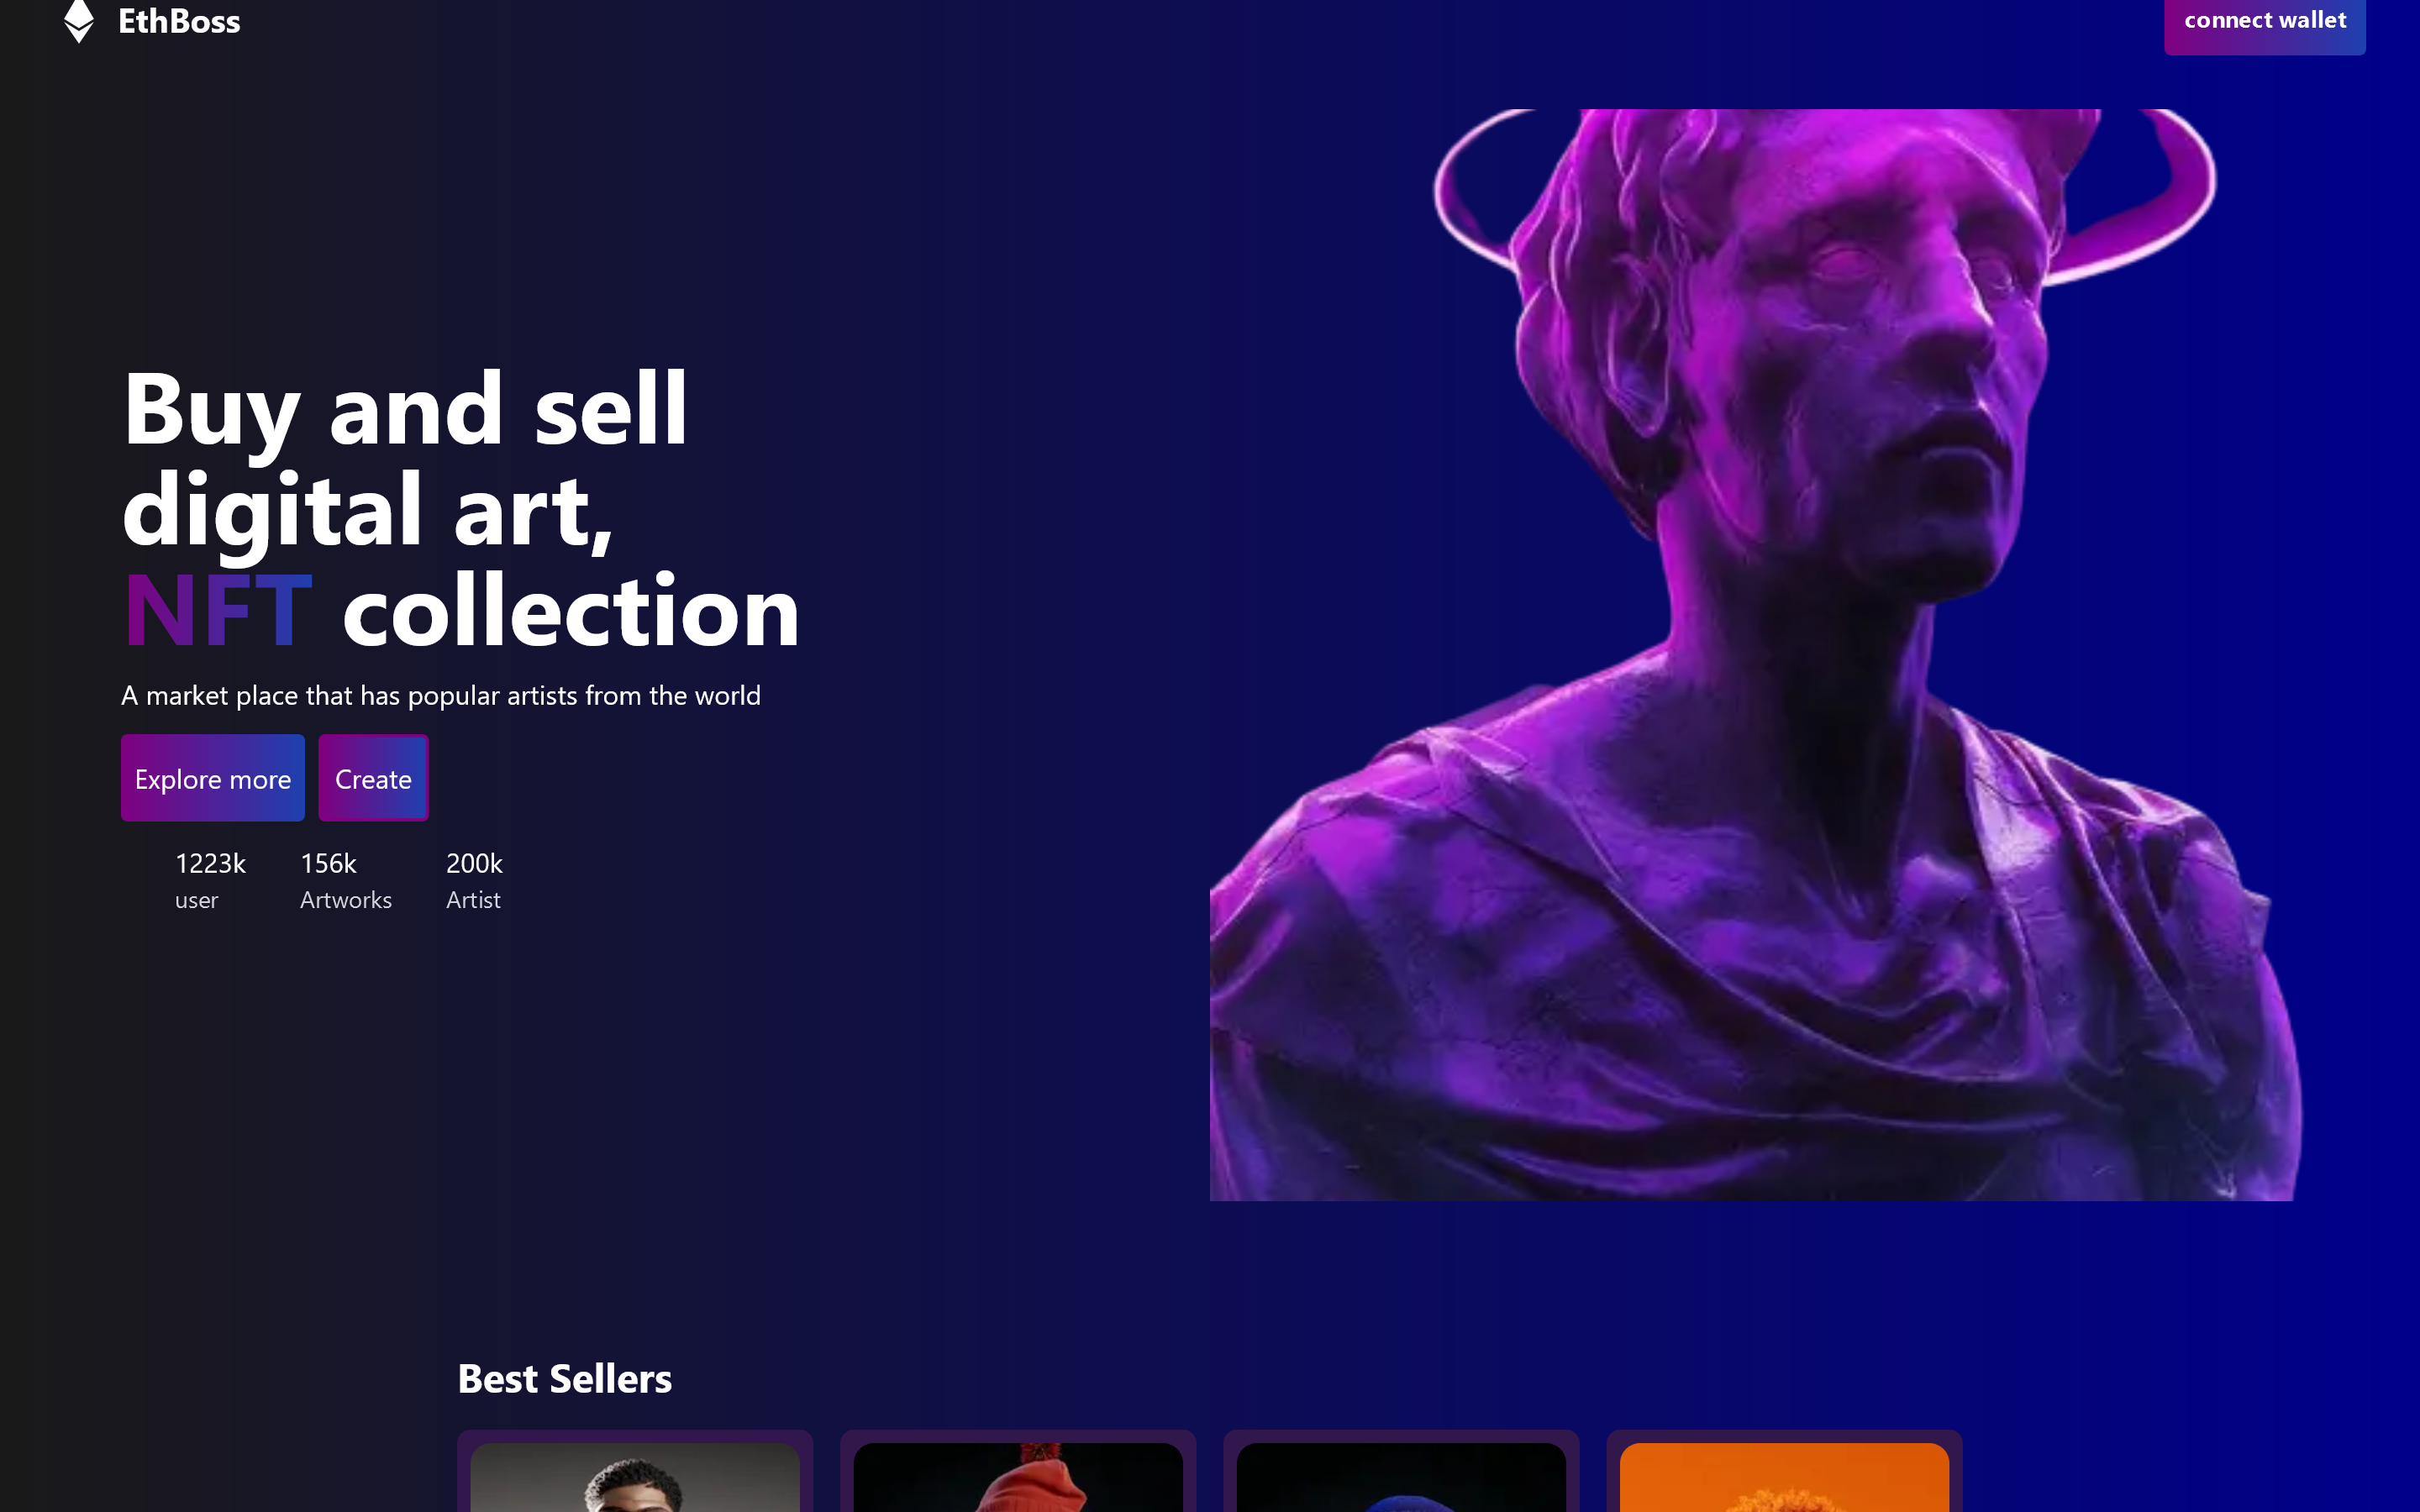 EthBoss
connect wallet
Buy and sell
digital art,
NFT collection
A market place that has popular artists from the world
Explore more
Create
1223k
user
156k
Artworks
200k
Artist
Best Sellers